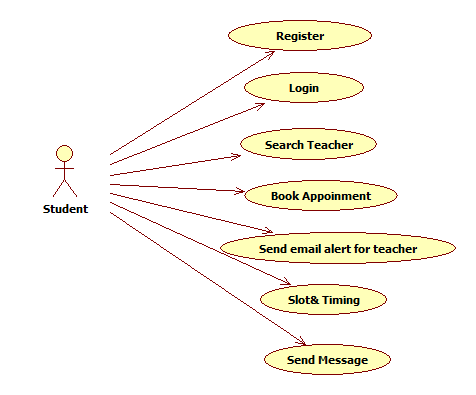 Register
Login
Search Teacher
Student
Book Appoinment
Send email alert for teacher
Slot& Timing
Send Message